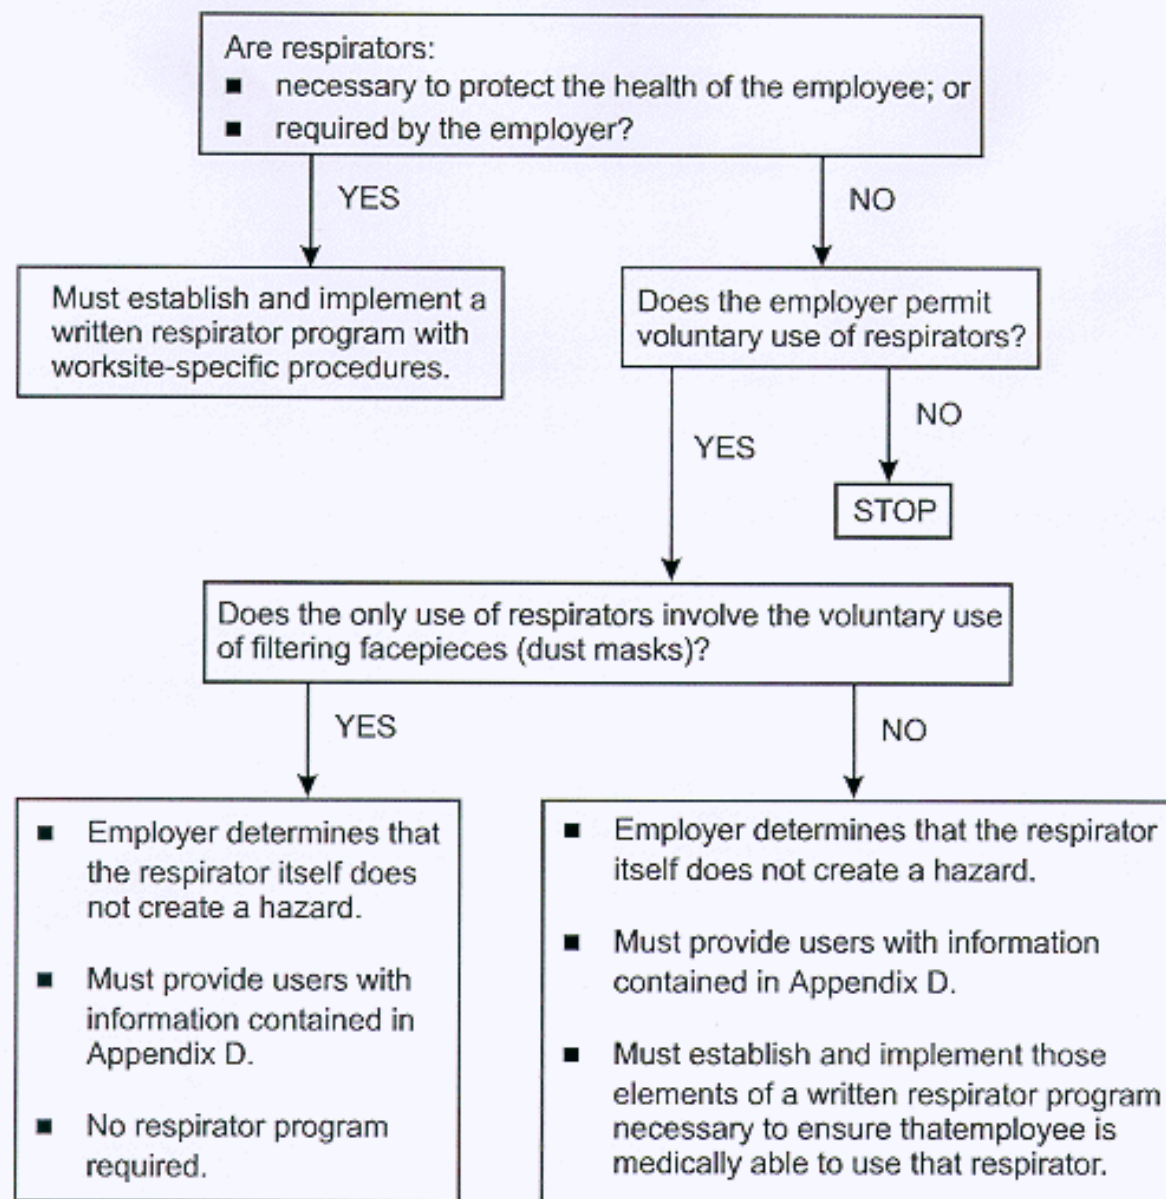 Are respirators:
■ necessary to protect the health of the employee; or
■ required by the employer?
YES
NO
Must establish and implement a
written respirator program with
worksite-specific procedures.
Does the employer permit
voluntary use of respirators?
YES
NO
STOP
Does the only use of respirators involve the voluntary use
of filtering facepieces (dust masks)?
YES
NO
■ Employer determines that
the respirator itself does
not create a hazard.
■ Must provide users with
information contained in
Appendix D.
■ No respirator program
required.
■ Employer determines that the respirator
itself does not create a hazard.
■ Must provide users with information
contained in Appendix D.
■ Must establish and implement those
elements of a written respirator program
necessary to ensure thatemployee is
medically able to use that respirator.